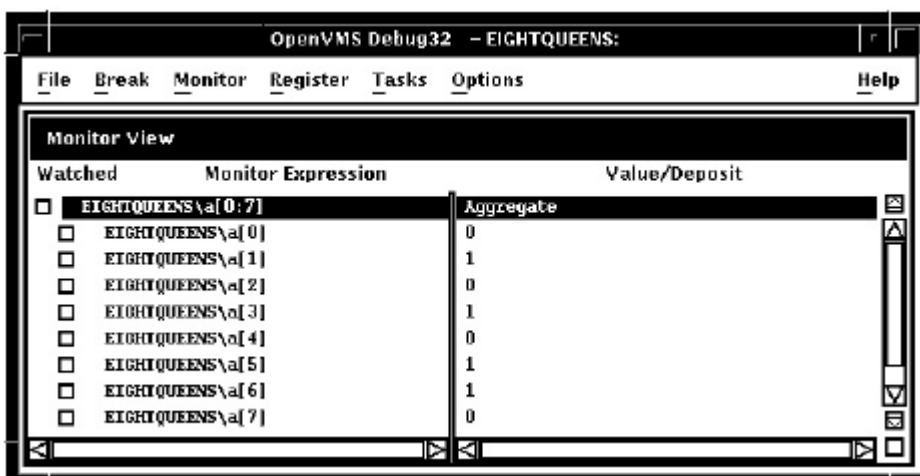 OpenVMS Debug32 - EIGHTQUEENS:
File Break Monitor Register Tasks Options Help
Monitor View
Watched Monitor Expression Value/Deposit
EIGHTQUEENS\a[0:7] Aggregate
EIGHTQUEENS\a[0] 0
EIGHTQUEENS\a[1] 1
EIGHTQUEENS\a[2] 0
EIGHTQUEENS\a[3] 1
EIGHTQUEENS\a[4] 0
EIGHTQUEENS\a[5] 1
EIGHTQUEENS\a[6] 1
EIGHTQUEENS\a[7] 0